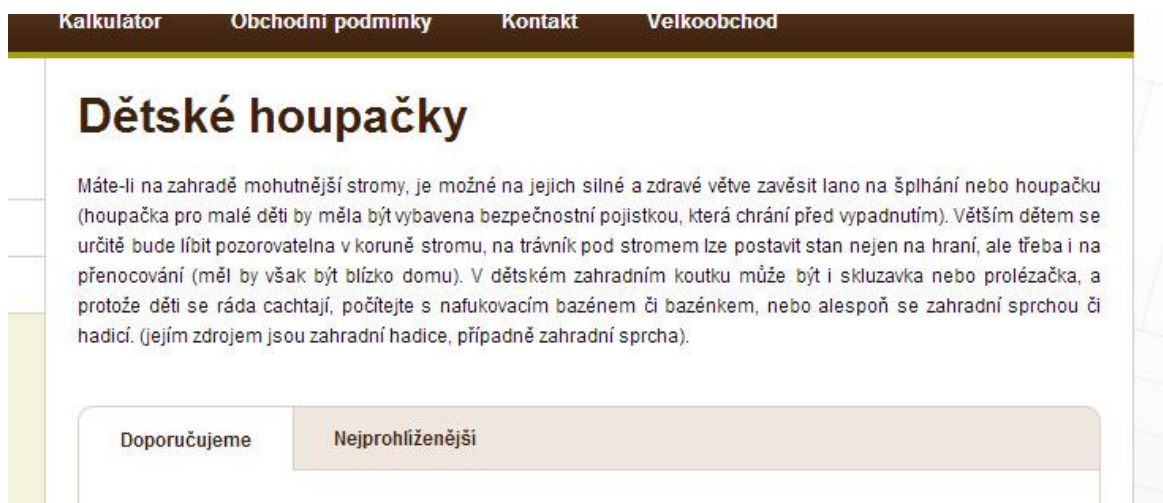 Kalkulátor Obchodní podmínky Kontakt Velkoobchod
Dětské houpačky
Máte-li na zahradě mohutnější stromy, je možné na jejich silné a zdravé větve zavěsit lano na šplhání nebo houpačku
(houpačka pro malé děti by měla být vybavena bezpečnostní pojistkou, která chrání před vypadnutím). Větším dětem se
určitě bude líbit pozorovatelna v koruně stromu, na trávník pod stromem lze postavit stan nejen na hraní, ale třeba i na
přenocování (měl by však být blízko domu). V dětském zahradním koutku může být i skluzavka nebo prolézačka, a
protože děti se ráda cachtají, počítejte s nafukovacím bazénem či bazénkem, nebo alespoň se zahradní sprchou či
hadicí. (jejím zdrojem jsou zahradní hadice, případně zahradní sprcha).
Doporučujeme Nejprohlíženější